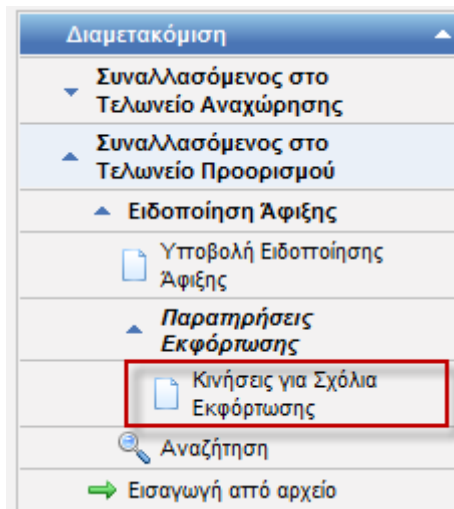 Διαμετακόμιση
Συναλλασόμενος στο
Τελωνείο Αναχώρησης
Συναλλασόμενος στο
Τελωνείο Προορισμού
Ειδοποίηση Άφιξης
Υποβολή Ειδοποίησης
Άφιξης
Παρατηρήσεις
Εκφόρτωσης
Κινήσεις για Σχόλια
Εκφόρτωσης
Αναζήτηση
Εισαγωγή από αρχείο